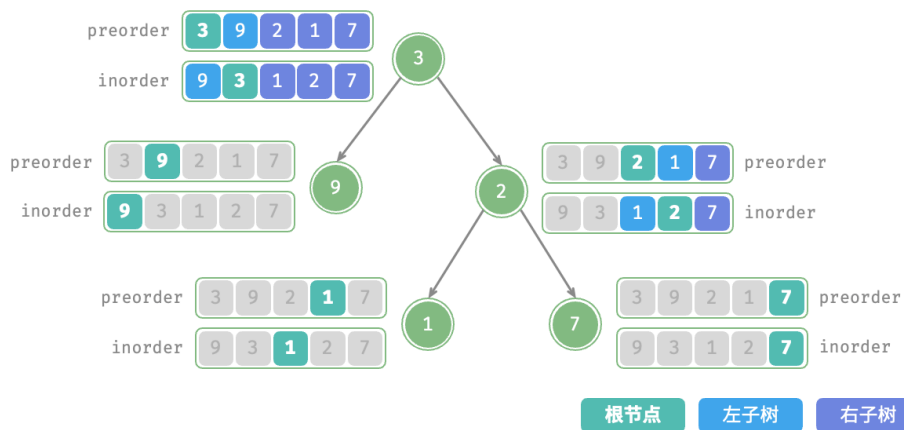 preorder 3 9 2 1 7
inorder 9 3 1 2 7
3
preorder 3 9 2 1 7
inorder 9 3 1 2 7
9
2
3 9 2 1 7 preorder
9 3 1 2 7 inorder
preorder 3 9 2 1 7
inorder 9 3 1 2 7
1
7
3 9 2 1 7 preorder
9 3 1 2 7 inorder
根节点 左子树 右子树